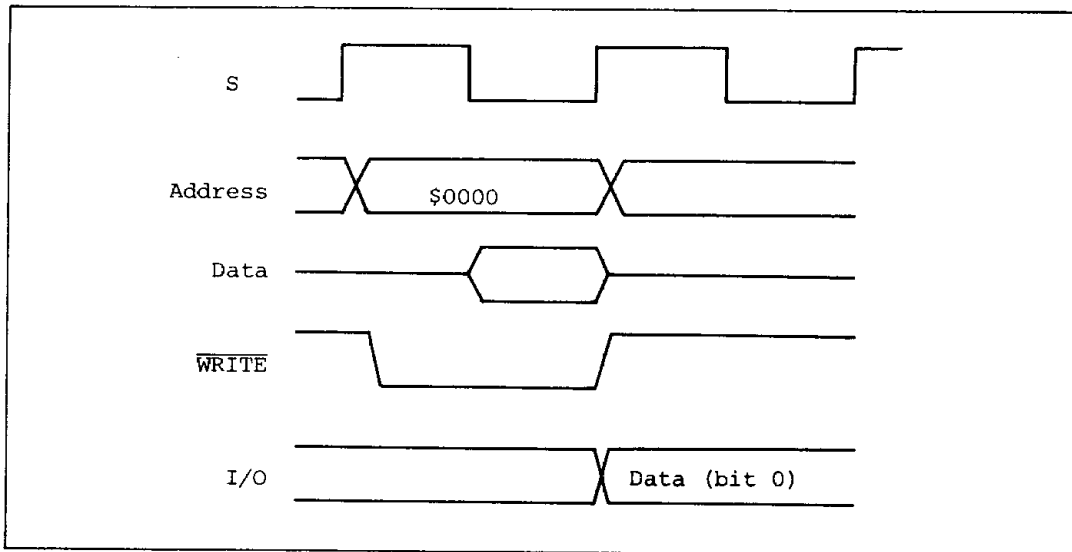 S
Address
$0000
Data
WRITE
I/O
Data (bit 0)